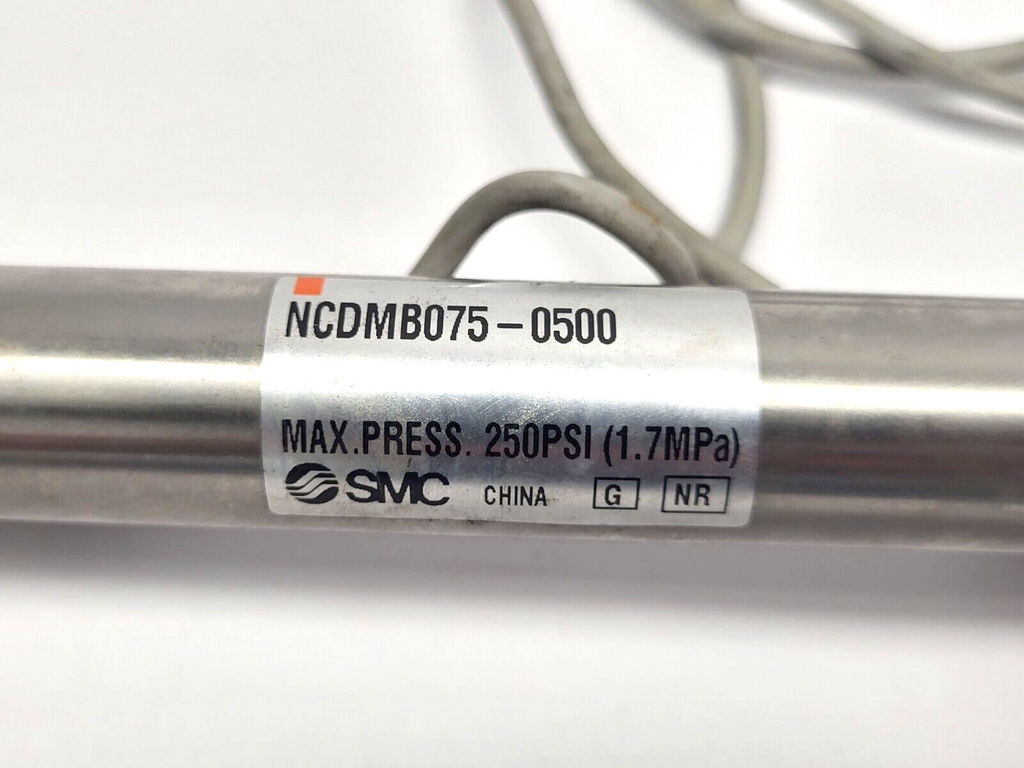 NCDMB075-0500
MAX.PRESS. 250PSI (1.7MPa)
SMC CHINA G NR